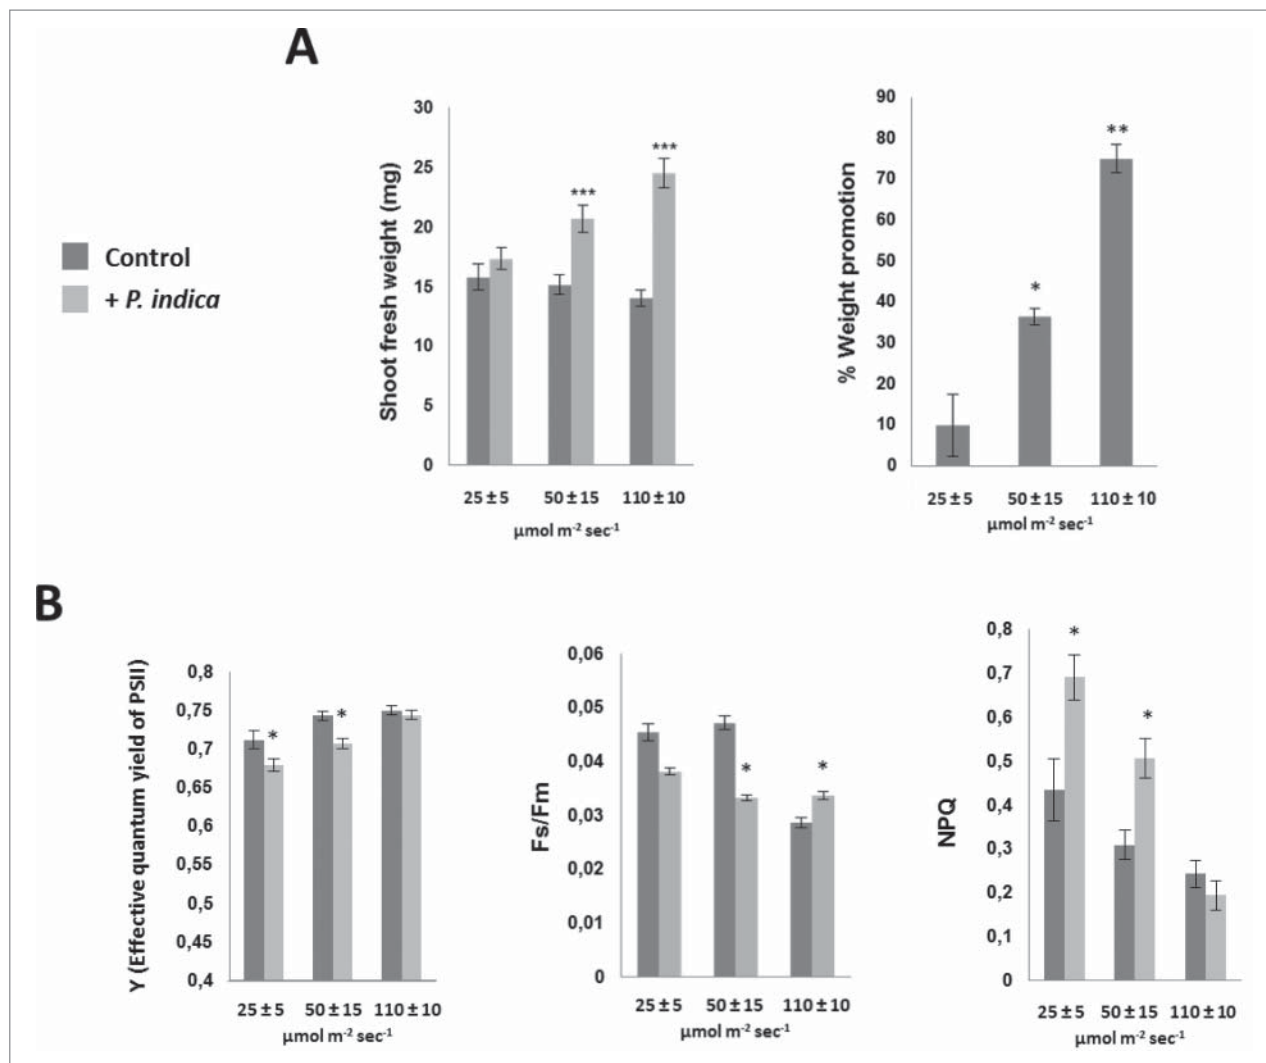 A
Control
+ P. indica
Shoot fresh weight (mg)
30
25
20
15
10
5
0
***
***
25 ± 5 50 ± 15 110 ± 10
µmol m⁻² sec⁻¹
% Weight promotion
90
80
70
60
50
40
30
20
10
0
*
**
25 ± 5 50 ± 15 110 ± 10
µmol m⁻² sec⁻¹
B
Y (Effective quantum yield of PSII)
0,8
0,75
0,7
0,65
0,6
0,55
0,5
0,45
0,4
*
*
25 ± 5 50 ± 15 110 ± 10
µmol m⁻² sec⁻¹
Fs/Fm
0,06
0,05
0,04
0,03
0,02
0,01
0
*
*
25 ± 5 50 ± 15 110 ± 10
µmol m⁻² sec⁻¹
NPQ
0,8
0,7
0,6
0,5
0,4
0,3
0,2
0,1
0
*
*
25 ± 5 50 ± 15 110 ± 10
µmol m⁻² sec⁻¹